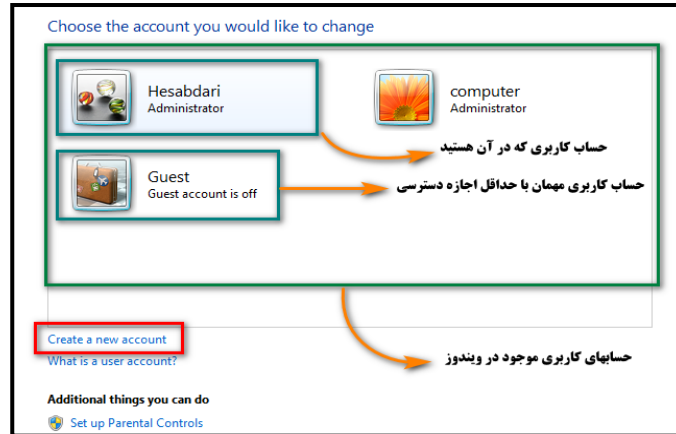 Choose the account you would like to change
Hesabdari
Administrator
computer
Administrator
حساب کاربری که در آن هستید
Guest
Guest account is off
حساب کاربری مهمان با حداقل اجازه دسترسی
Create a new account
What is a user account?
حسابهای کاربری موجود در ویندوز
Additional things you can do
Set up Parental Controls